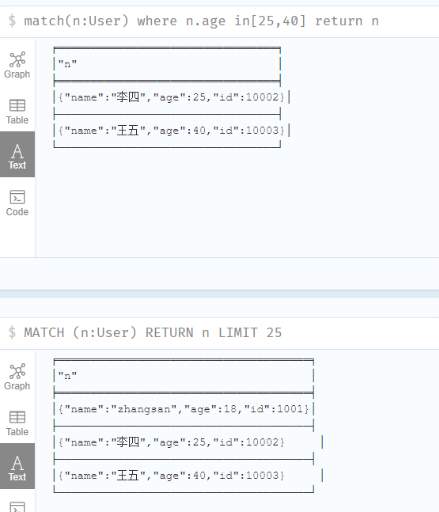 $ match(n:User) where n.age in[25,40] return n
"n"
Graph
{"name":"李四","age":25,"id":10002}
Table
{"name":"王五","age":40,"id":10003}
Text
Code
$ MATCH (n:User) RETURN n LIMIT 25
"n"
Graph
{"name":"zhangsan","age":18,"id":1001}
Table
{"name":"李四","age":25,"id":10002}
Text
{"name":"王五","age":40,"id":10003}